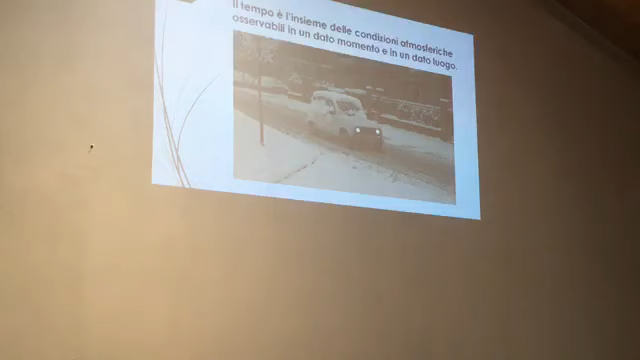 Il tempo è l'insieme delle condizioni atmosferiche
osservabili in un dato momento e in un dato luogo.